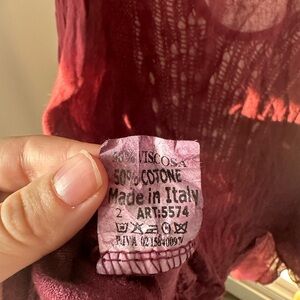 VISCOSA
50% COTONE
Made in Italy
2 ART:5574
P.IVA